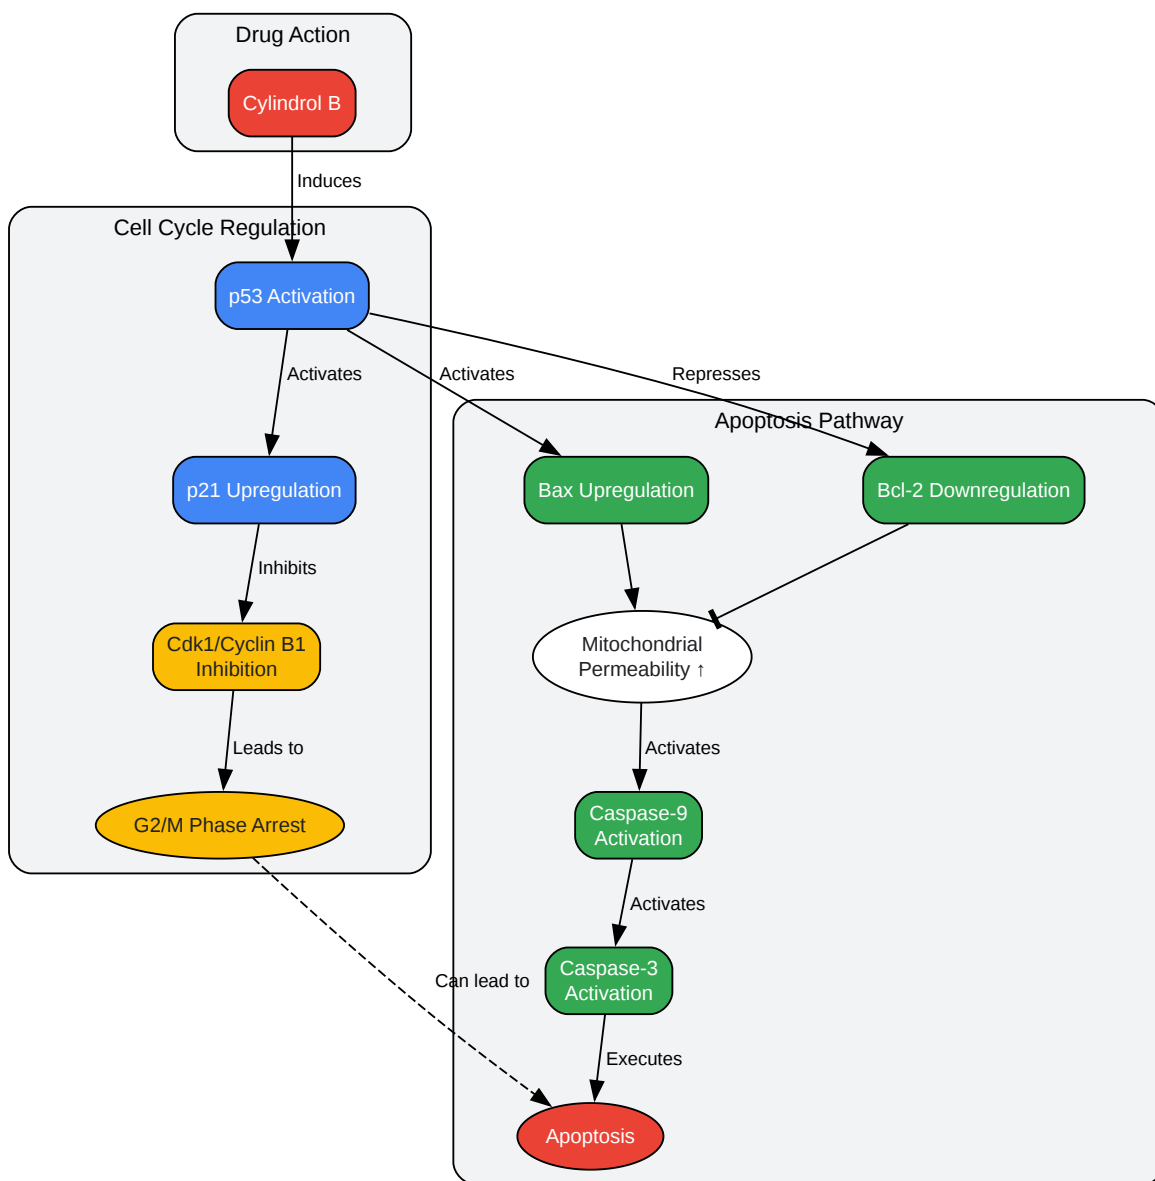 Drug Action
Cylindrol B
Induces
Cell Cycle Regulation
p53 Activation
Activates
Activates
Represses
Apoptosis Pathway
p21 Upregulation
Bax Upregulation
Bcl-2 Downregulation
Inhibits
Cdk1/Cyclin B1
Inhibition
Mitochondrial
Permeability ↑
Leads to
Activates
G2/M Phase Arrest
Caspase-9
Activation
Activates
Can lead to
Caspase-3
Activation
Executes
Apoptosis